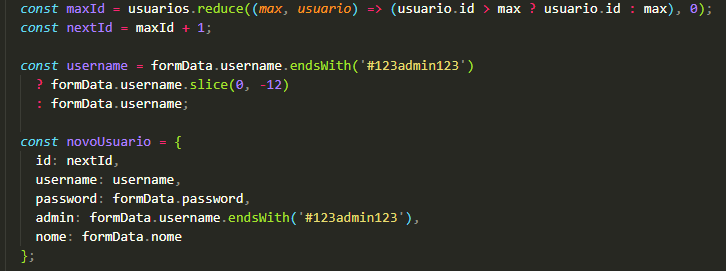 const maxId = usuarios.reduce((max, usuario) => (usuario.id > max ? usuario.id : max), 0);
const nextId = maxId + 1;
const username = formData.username.endsWith('#123admin123')
? formData.username.slice(0, -12)
: formData.username;
const novoUsuario = {
id: nextId,
username: username,
password: formData.password,
admin: formData.username.endsWith('#123admin123'),
nome: formData.nome
};